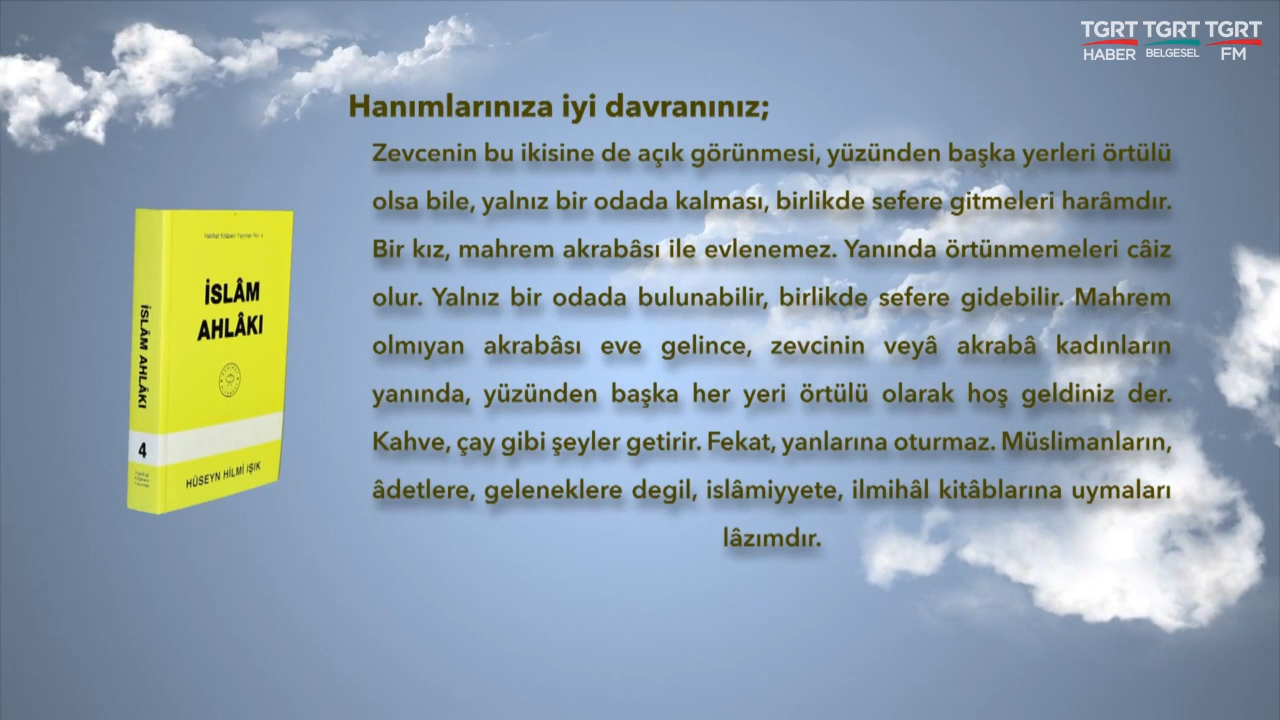 TGRT TGRT TGRT
HABER BELGESEL FM
Hanımlarınıza iyi davranınız;
Zevcenin bu ikisine de açık görünmesi, yüzünden başka yerleri örtülü
olsa bile, yalnız bir odada kalması, birlikde sefere gitmeleri harâmdır.
Bir kız, mahrem akrabâsı ile evlenemez. Yanında örtünmemeleri câiz
olur. Yalnız bir odada bulunabilir, birlikde sefere gidebilir. Mahrem
olmıyan akrabâsı eve gelince, zevcinin veyâ akrabâ kadınların
yanında, yüzünden başka her yeri örtülü olarak hoş geldiniz der.
Kahve, çay gibi şeyler getirir. Fekat, yanlarına oturmaz. Müslimanların,
âdetlere, geleneklere degil, islâmiyyete, ilmihâl kitâblarına uymaları
lâzımdır.
İSLÂM
AHLÂKI
HÜSEYN HİLMİ IŞIK
İSLÂM AHLÂKI
4